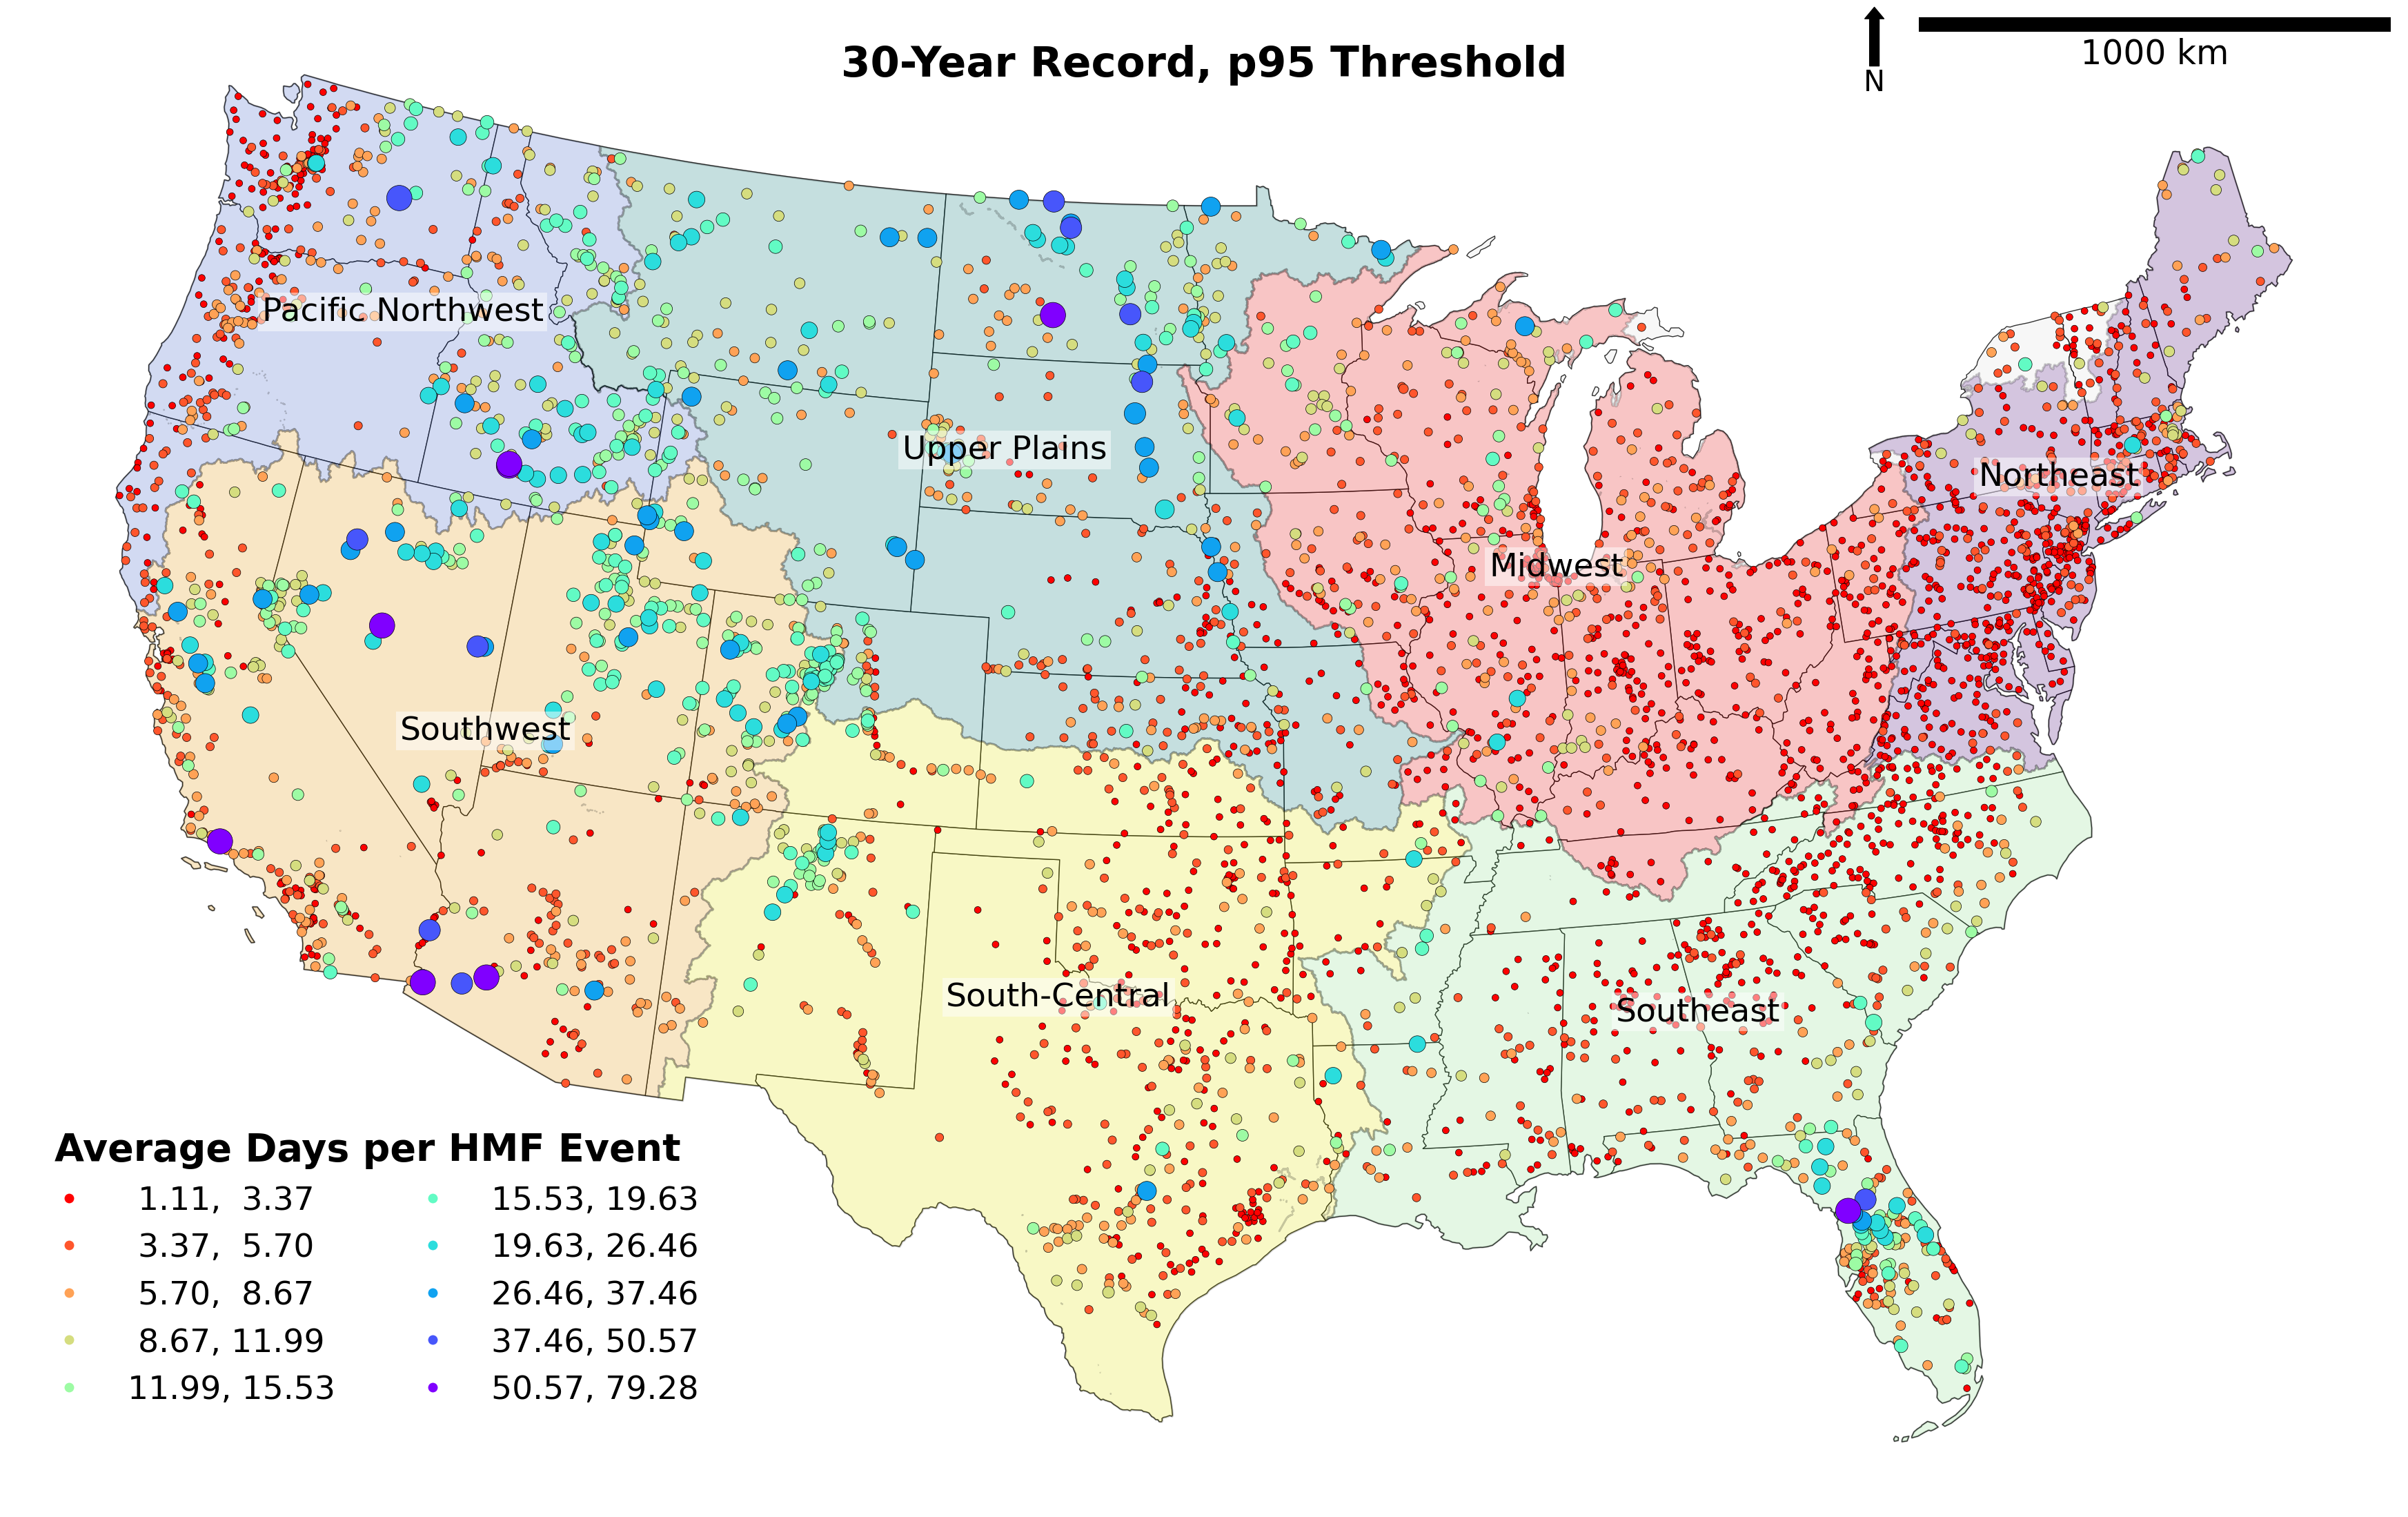 30-Year Record, p95 Threshold
1000 km
N
Pacific Northwest
Upper Plains
Northeast
Midwest
Southwest
South-Central
Southeast
Average Days per HMF Event
1.11, 3.37
3.37, 5.70
5.70, 8.67
8.67, 11.99
11.99, 15.53
15.53, 19.63
19.63, 26.46
26.46, 37.46
37.46, 50.57
50.57, 79.28